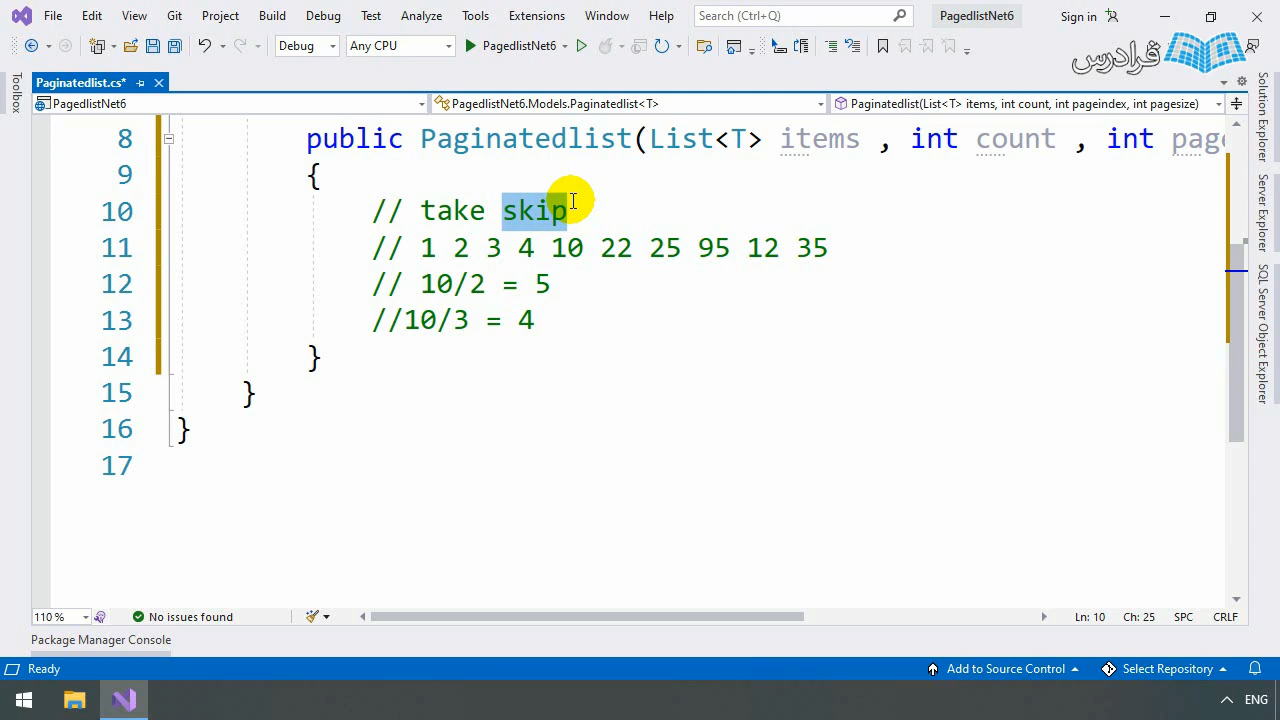 File Edit View Git Project Build Debug Test Analyze Tools Extensions Window Help Search (Ctrl+Q) PagedlistNet6 Sign in
Debug Any CPU PagedlistNet6
فرادرس
Paginatedlist.cs*
PagedlistNet6 PagedlistNet6.Models.Paginatedlist<T> Paginatedlist(List<T> items, int count, int pageindex, int pagesize)
Toolbox
8 public Paginatedlist(List<T> items , int count , int page
9 {
10 // take skip
11 // 1 2 3 4 10 22 25 95 12 35
12 // 10/2 = 5
13 //10/3 = 4
14 }
15 }
16 }
17
Solution Explorer
Server Explorer
SQL Server Object Explorer
110 % No issues found Ln: 10 Ch: 25 SPC CRLF
Package Manager Console
Ready Add to Source Control Select Repository
ENG